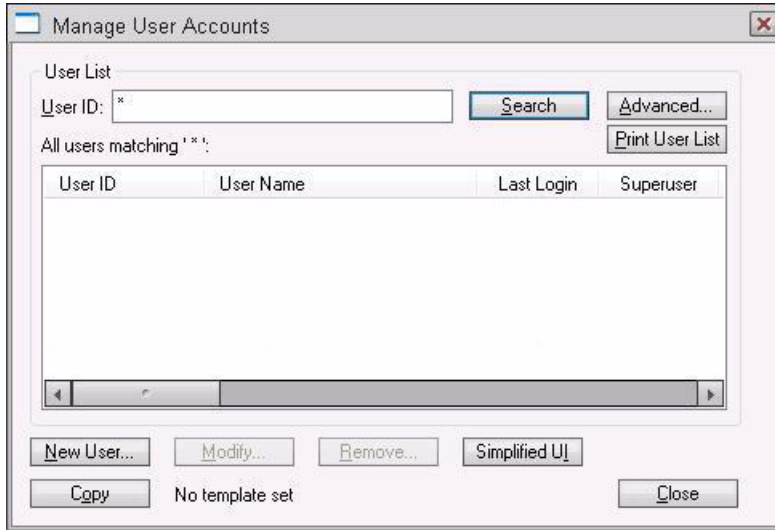 Manage User Accounts
User List
User ID: * Search Advanced...
All users matching ' * ': Print User List
User ID User Name Last Login Superuser
New User... Modify... Remove... Simplified UI
Copy No template set Close